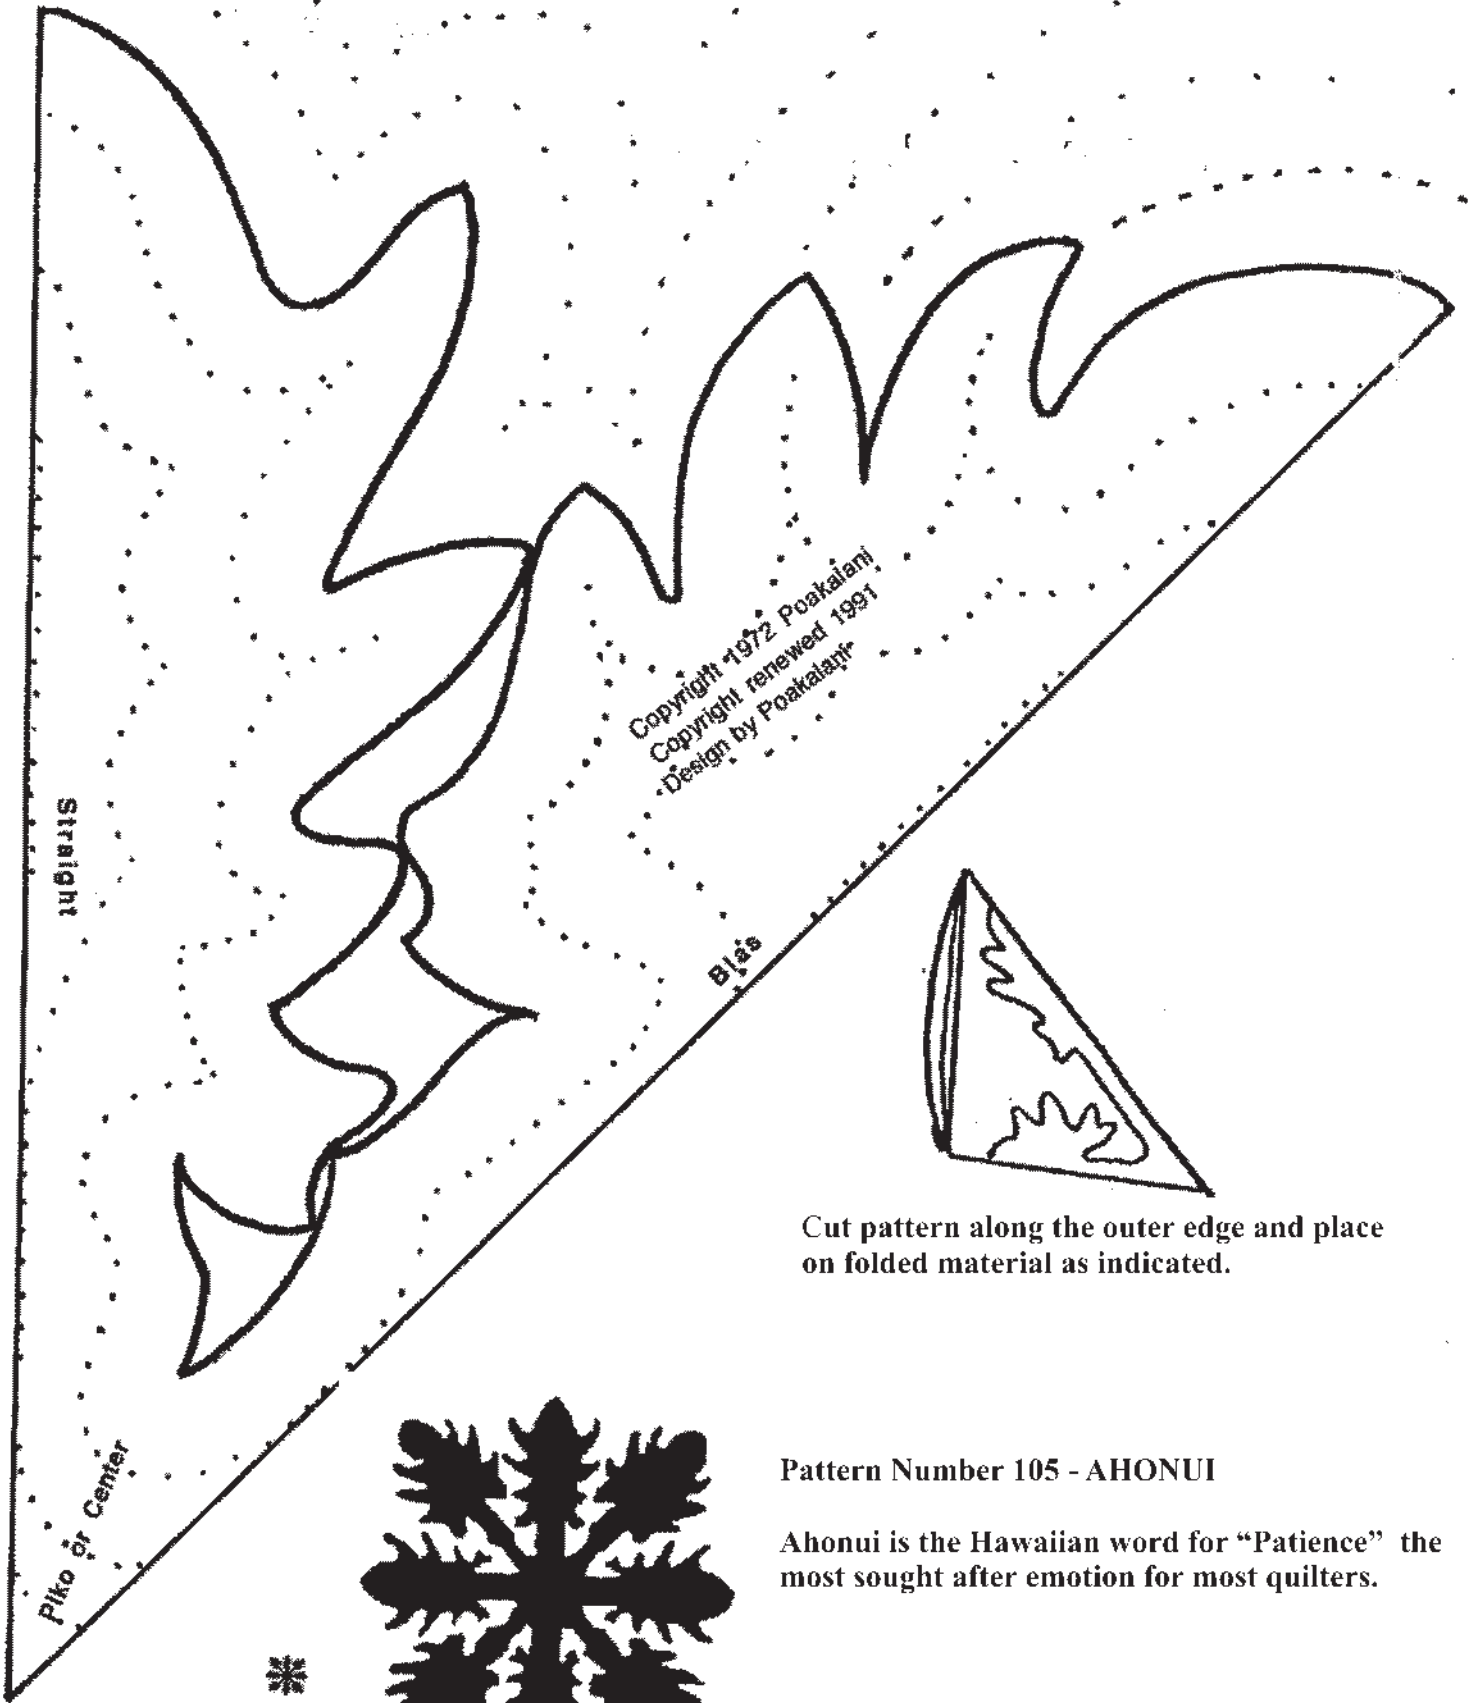 Straight
Copyright 1972 Poakalani
Copyright renewed 1991
Design by Poakalani
Bias
Cut pattern along the outer edge and place
on folded material as indicated.
Piko or Center
Pattern Number 105 - AHONUI
Ahonui is the Hawaiian word for “Patience” the
most sought after emotion for most quilters.